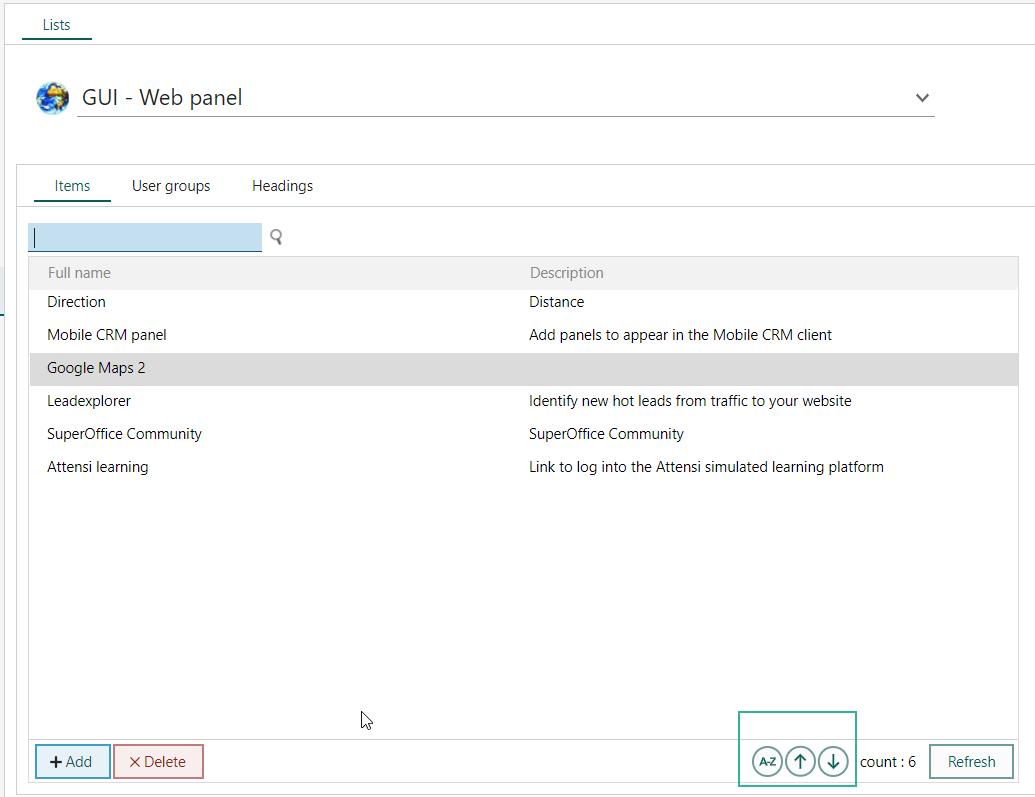 Lists
GUI - Web panel
Items User groups Headings
Full name Description
Direction Distance
Mobile CRM panel Add panels to appear in the Mobile CRM client
Google Maps 2
Leadexplorer Identify new hot leads from traffic to your website
SuperOffice Community SuperOffice Community
Attensi learning Link to log into the Attensi simulated learning platform
Add Delete A-Z count : 6 Refresh